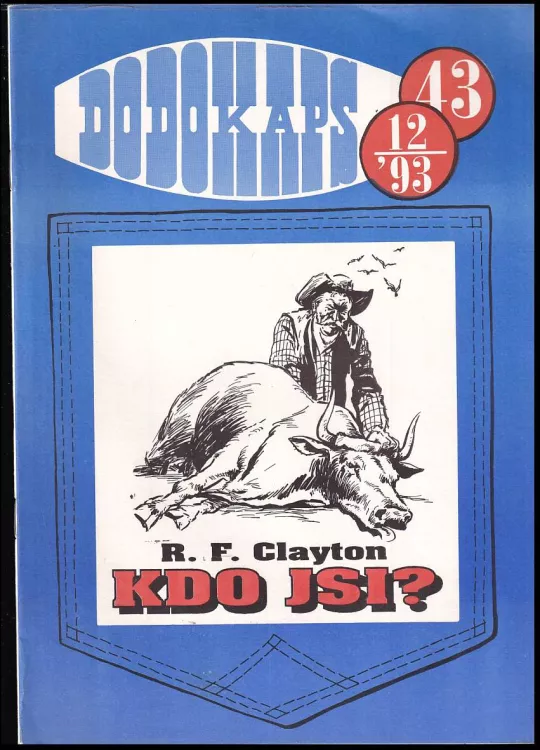 DODOKAPS
43
12
'93
R. F. Clayton
KDO JSI?